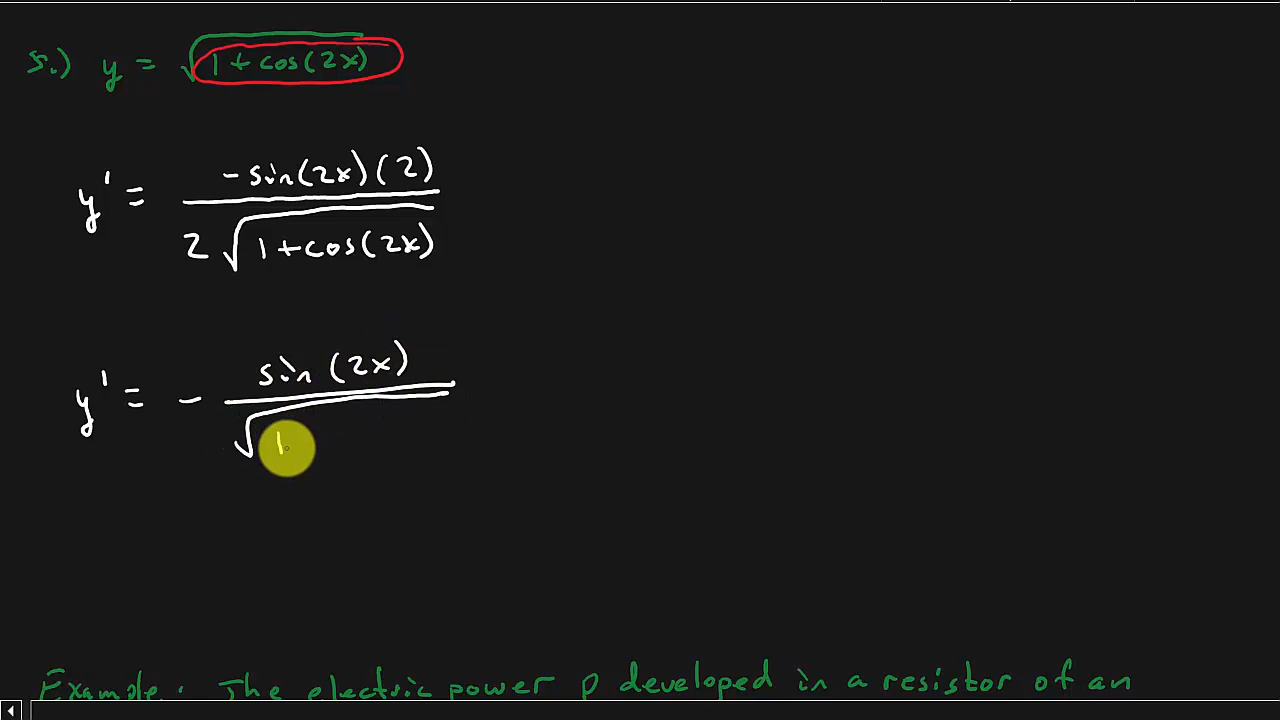 5.) y = √1 + cos(2x)
y' = -sin(2x)(2)
2√1+cos(2x)
y' = - sin(2x)
√1
Example: The electric power p developed in a resistor of an